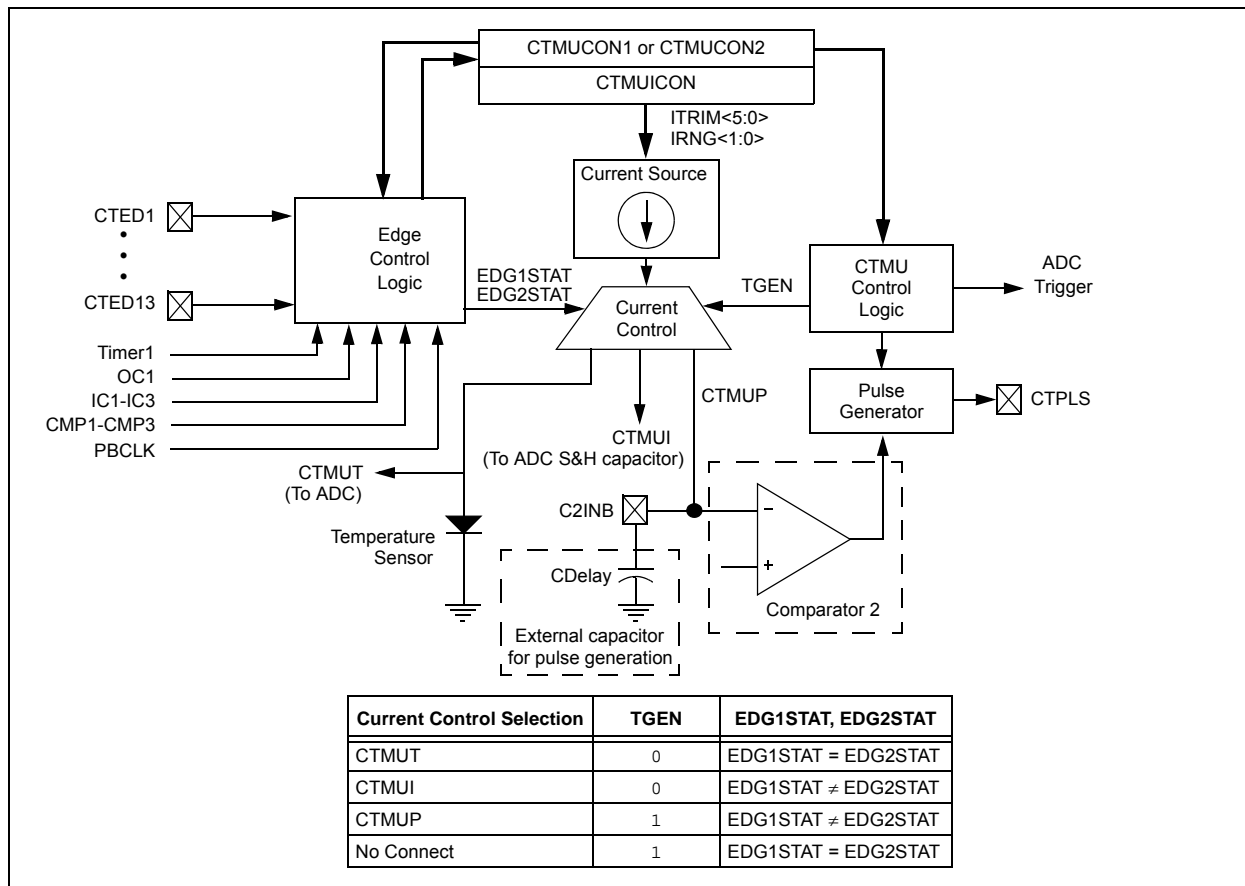 CTMUCON1 or CTMUCON2
CTMUICON
ITRIM<5:0>
IRNG<1:0>
Current Source
CTED1
CTED13
Edge
Control
Logic
EDG1STAT
EDG2STAT
Current
Control
TGEN
CTMU
Control
Logic
ADC
Trigger
Timer1
OC1
IC1-IC3
CMP1-CMP3
PBCLK
Pulse
Generator
CTPLS
CTMUP
CTMUI
(To ADC S&H capacitor)
CTMUT
(To ADC)
C2INB
Temperature
Sensor
CDelay
–
+
Comparator 2
External capacitor
for pulse generation
Current Control Selection TGEN EDG1STAT, EDG2STAT
CTMUT 0 EDG1STAT = EDG2STAT
CTMUI 0 EDG1STAT ≠ EDG2STAT
CTMUP 1 EDG1STAT ≠ EDG2STAT
No Connect 1 EDG1STAT = EDG2STAT